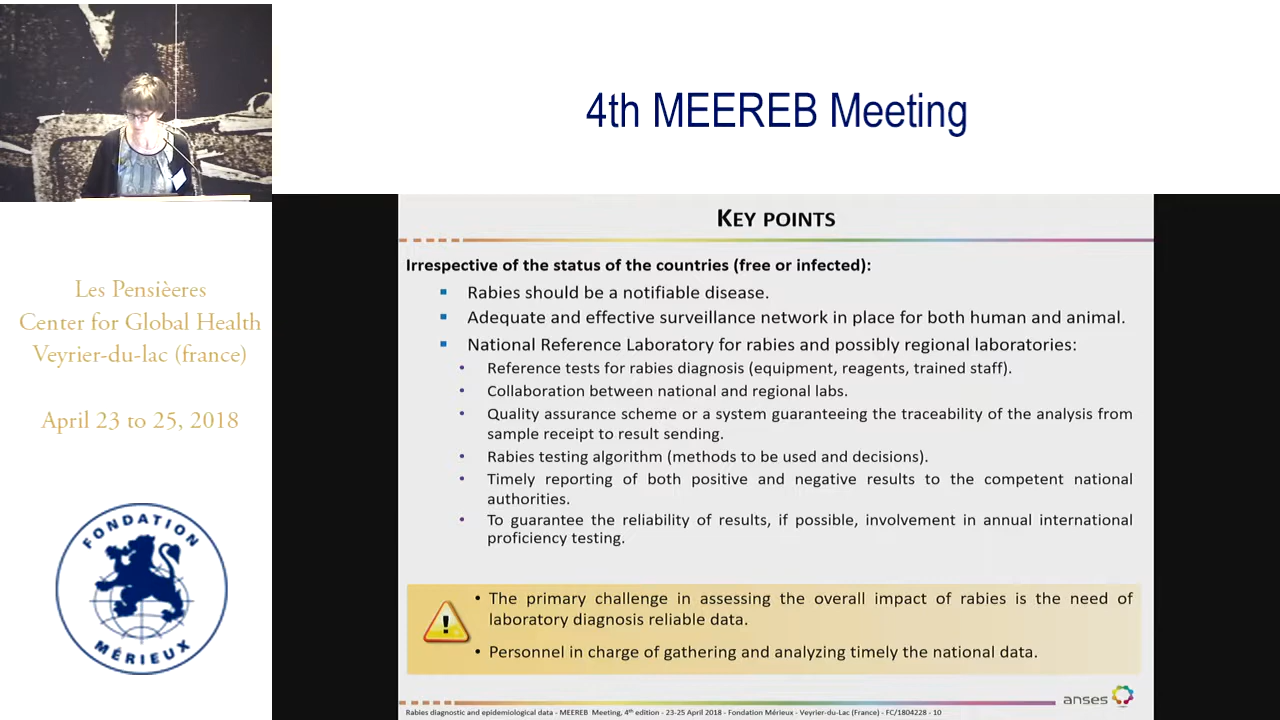 4th MEEREB Meeting
Les Pensièeres
Center for Global Health
Veyrier-du-lac (france)
April 23 to 25, 2018
FONDATION
MÉRIEUX
KEY POINTS
Irrespective of the status of the countries (free or infected):
▪ Rabies should be a notifiable disease.
▪ Adequate and effective surveillance network in place for both human and animal.
▪ National Reference Laboratory for rabies and possibly regional laboratories:
• Reference tests for rabies diagnosis (equipment, reagents, trained staff).
• Collaboration between national and regional labs.
• Quality assurance scheme or a system guaranteeing the traceability of the analysis from
sample receipt to result sending.
• Rabies testing algorithm (methods to be used and decisions).
• Timely reporting of both positive and negative results to the competent national
authorities.
• To guarantee the reliability of results, if possible, involvement in annual international
proficiency testing.
!
• The primary challenge in assessing the overall impact of rabies is the need of
laboratory diagnosis reliable data.
• Personnel in charge of gathering and analyzing timely the national data.
anses
Rabies diagnostic and epidemiological data - MEEREB Meeting, 4th edition - 23-25 April 2018 - Fondation Mérieux - Veyrier-du-Lac (France) - FC/1804228 - 10